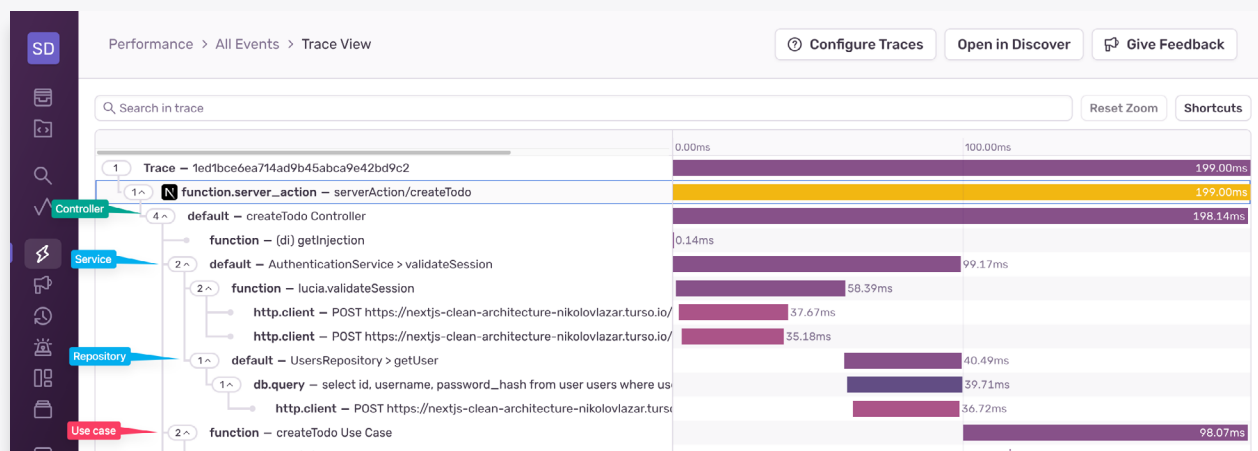 SD
Performance > All Events > Trace View
Configure Traces
Open in Discover
Give Feedback
Search in trace
Reset Zoom
Shortcuts
0.00ms
100.00ms
1 Trace — 1ed1bce6ea714ad9b45abca9e42bd9c2 199.00ms
1 N function.server_action — serverAction/createTodo 199.00ms
Controller
4 default — createTodo Controller 198.14ms
function — (di) getInjection 0.14ms
Service
2 default — AuthenticationService > validateSession 99.17ms
2 function — lucia.validateSession 58.39ms
http.client — POST https://nextjs-clean-architecture-nikolovlazar.turso.io/ 37.67ms
http.client — POST https://nextjs-clean-architecture-nikolovlazar.turso.io/ 35.18ms
Repository
1 default — UsersRepository > getUser 40.49ms
1 db.query — select id, username, password_hash from user users where use 39.71ms
http.client — POST https://nextjs-clean-architecture-nikolovlazar.turso 36.72ms
Use case
2 function — createTodo Use Case 98.07ms